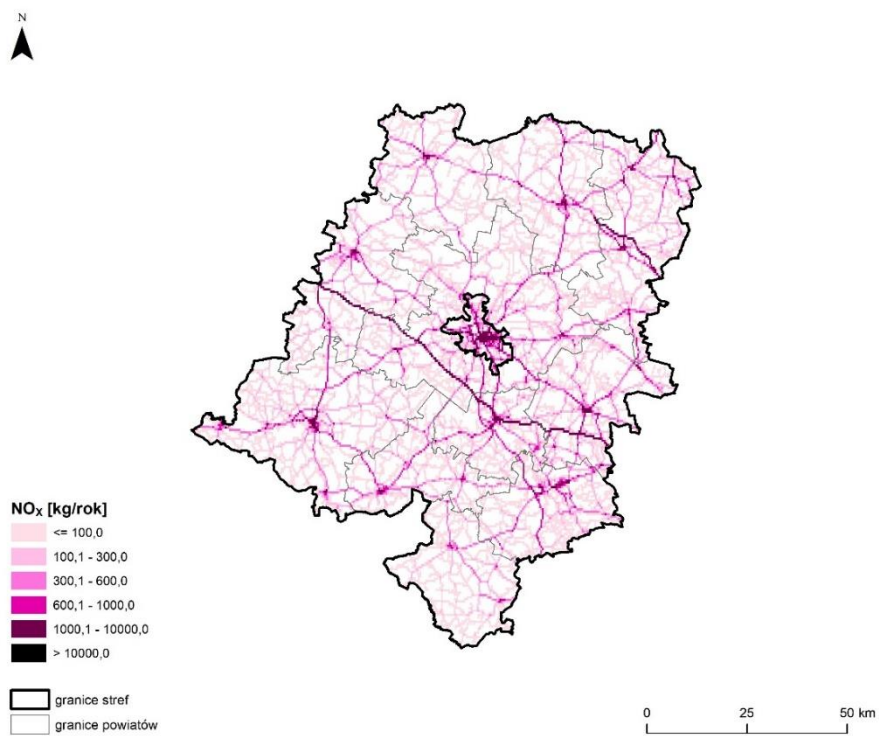 N
NOₓ [kg/rok]
<= 100,0
100,1 - 300,0
300,1 - 600,0
600,1 - 1000,0
1000,1 - 10000,0
> 10000,0
granice stref
granice powiatów
0 25 50 km